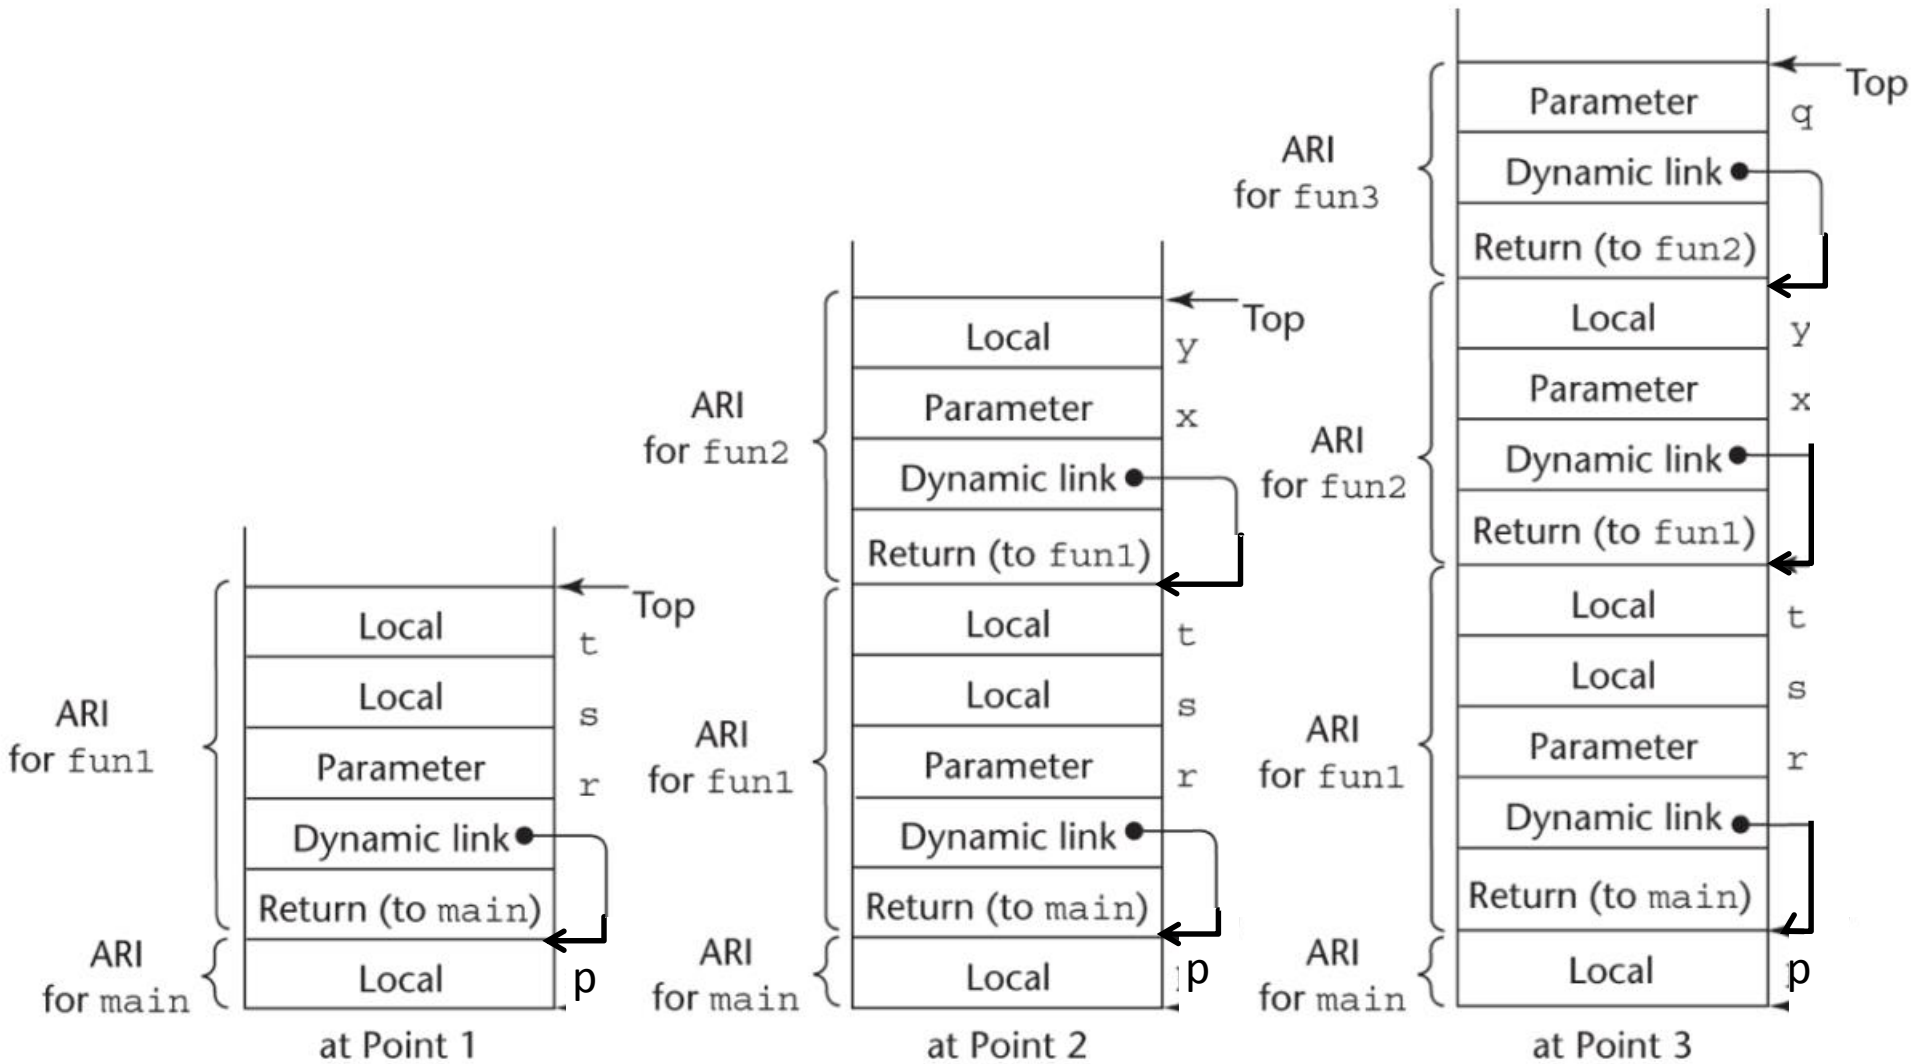 Top
Local
t
Local
s
ARI
for fun1
Parameter
r
Dynamic link
Return (to main)
ARI
for main
Local
p
at Point 1
Top
Local
y
ARI
for fun2
Parameter
x
Dynamic link
Return (to fun1)
Local
t
Local
s
ARI
for fun1
Parameter
r
Dynamic link
Return (to main)
ARI
for main
Local
p
at Point 2
Top
Parameter
q
ARI
for fun3
Dynamic link
Return (to fun2)
Local
y
Parameter
x
ARI
for fun2
Dynamic link
Return (to fun1)
Local
t
Local
s
ARI
for fun1
Parameter
r
Dynamic link
Return (to main)
ARI
for main
Local
p
at Point 3